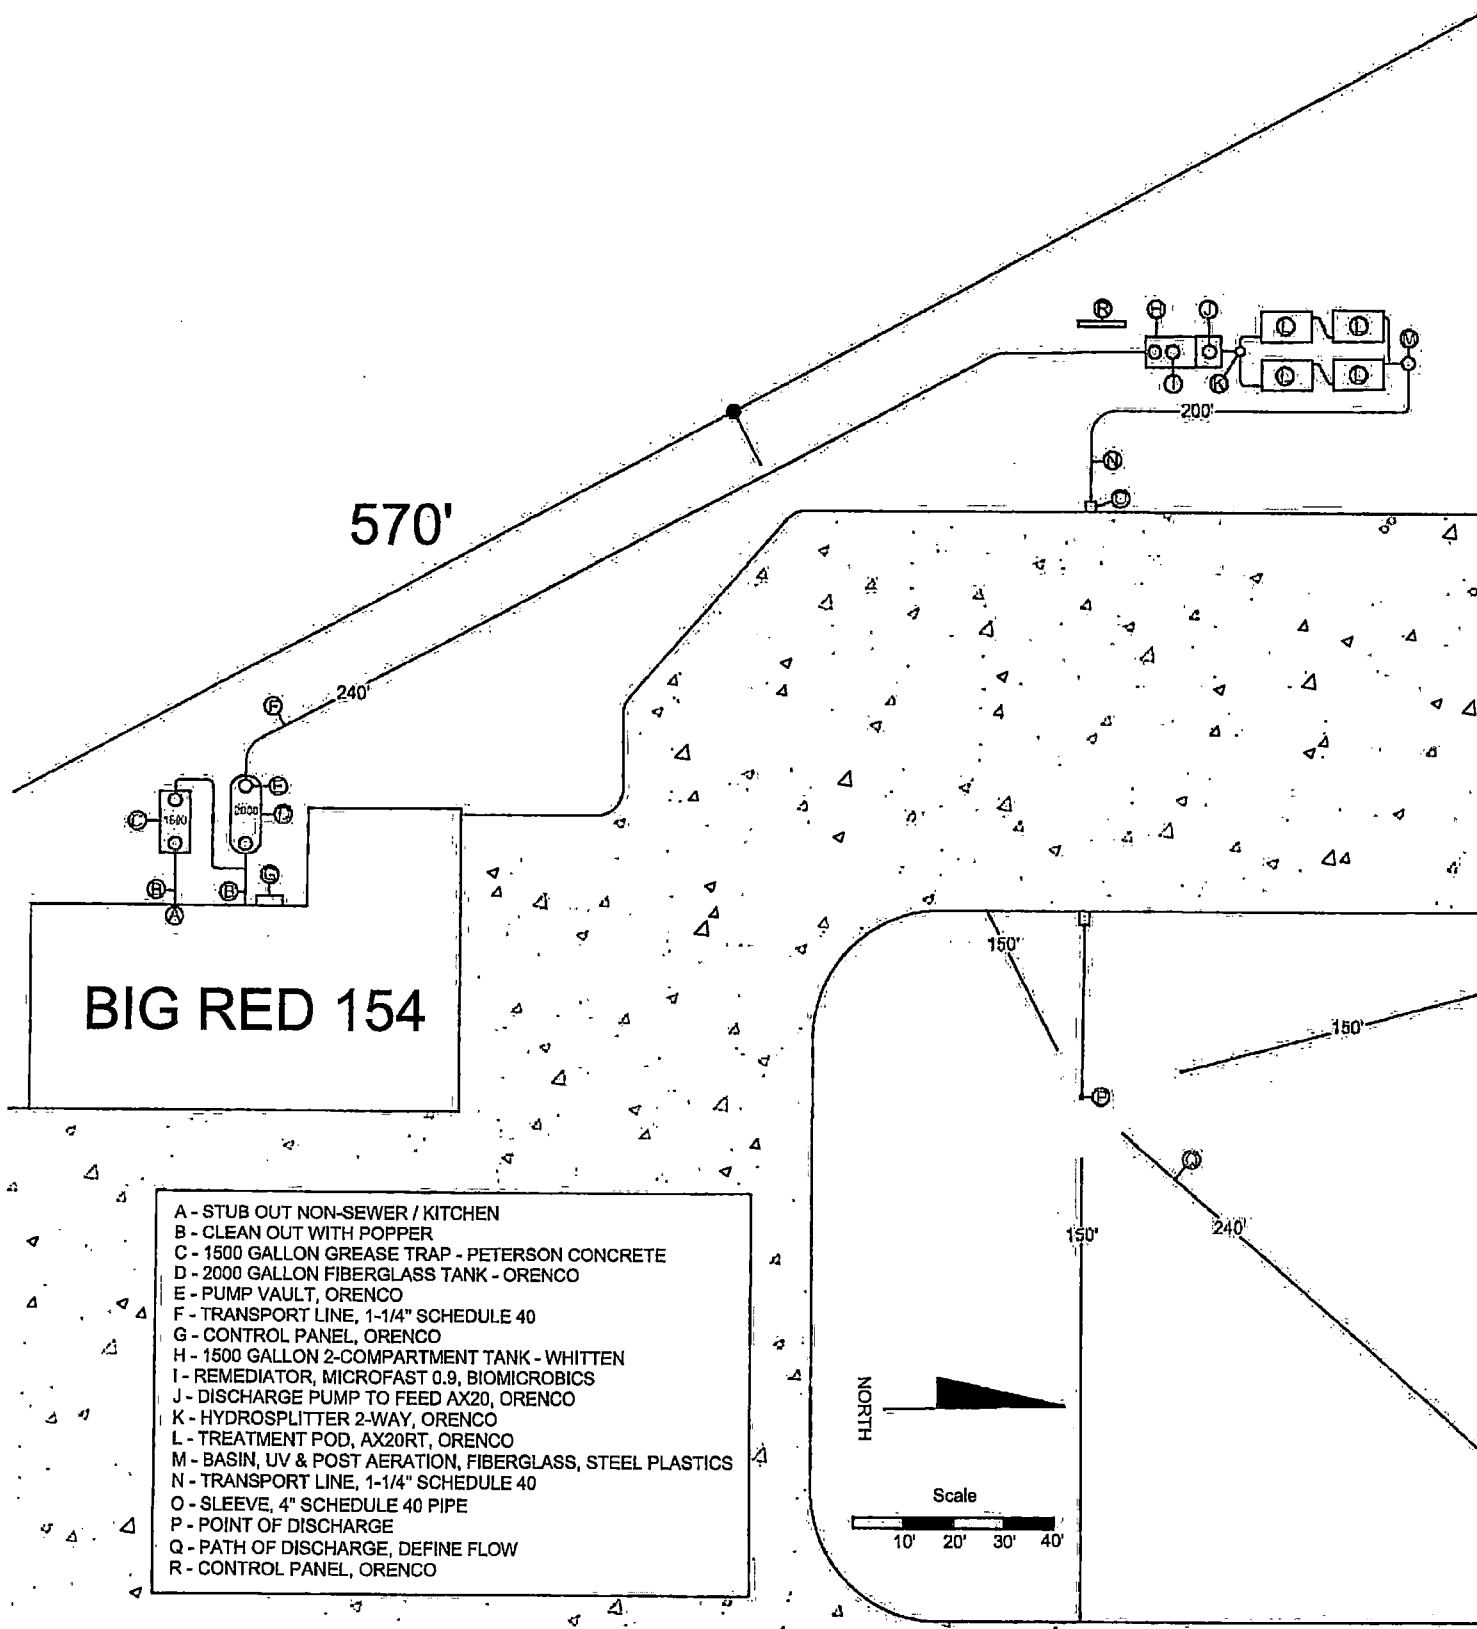 R
H
J
L
L
M
I
K
L
L
200'
N
O
570'
240'
F
E
C
1500
2000
D
B
B
G
A
BIG RED 154
150'
150'
P
Q
150'
240'
A - STUB OUT NON-SEWER / KITCHEN
B - CLEAN OUT WITH POPPER
C - 1500 GALLON GREASE TRAP - PETERSON CONCRETE
D - 2000 GALLON FIBERGLASS TANK - ORENCO
E - PUMP VAULT, ORENCO
F - TRANSPORT LINE, 1-1/4" SCHEDULE 40
G - CONTROL PANEL, ORENCO
H - 1500 GALLON 2-COMPARTMENT TANK - WHITTEN
I - REMEDIATOR, MICROFAST 0.9, BIOMICROBICS
J - DISCHARGE PUMP TO FEED AX20, ORENCO
K - HYDROSPLITTER 2-WAY, ORENCO
L - TREATMENT POD, AX20RT, ORENCO
M - BASIN, UV & POST AERATION, FIBERGLASS, STEEL PLASTICS
N - TRANSPORT LINE, 1-1/4" SCHEDULE 40
O - SLEEVE, 4" SCHEDULE 40 PIPE
P - POINT OF DISCHARGE
Q - PATH OF DISCHARGE, DEFINE FLOW
R - CONTROL PANEL, ORENCO
NORTH
Scale
10' 20' 30' 40'